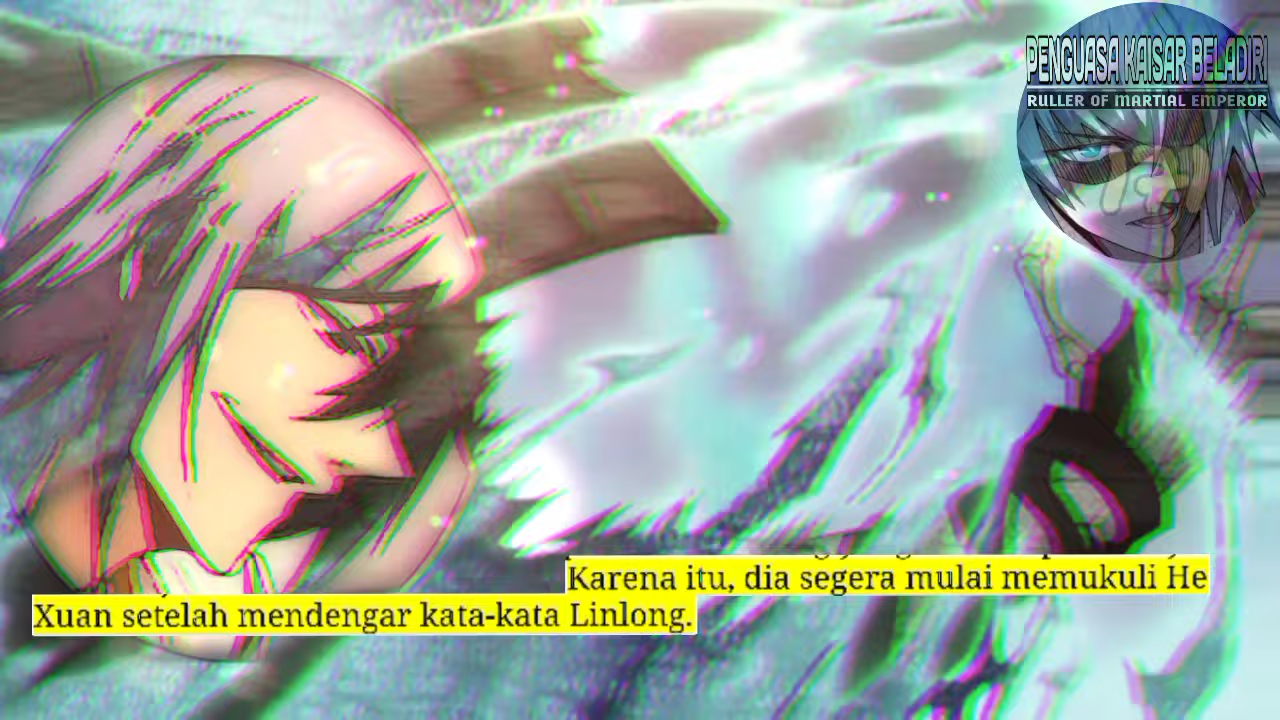 PENGUASA KAISAR BELADIRI
RULLER OF MARTIAL EMPEROR
Karena itu, dia segera mulai memukuli He
Xuan setelah mendengar kata-kata Linlong.